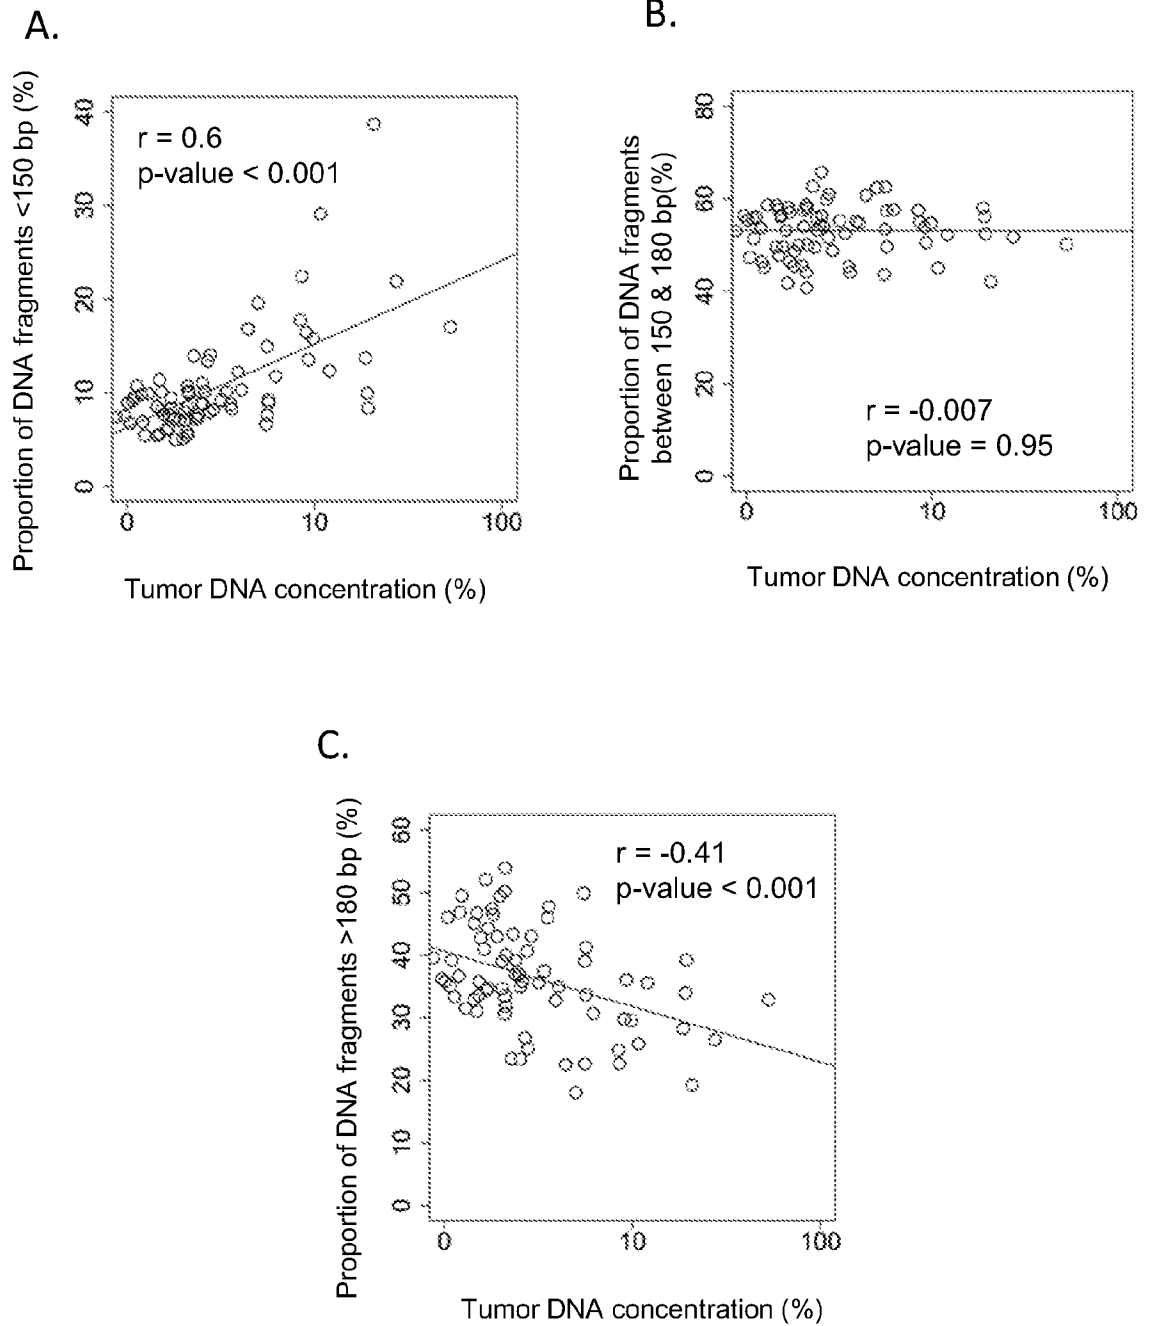 A.
Proportion of DNA fragments <150 bp (%)
40
30
20
10
0
r = 0.6
p-value < 0.001
0 10 100
Tumor DNA concentration (%)
B.
Proportion of DNA fragments
between 150 & 180 bp(%)
80
60
40
20
0
r = -0.007
p-value = 0.95
0 10 100
Tumor DNA concentration (%)
C.
Proportion of DNA fragments >180 bp (%)
60
50
40
30
20
10
0
r = -0.41
p-value < 0.001
0 10 100
Tumor DNA concentration (%)